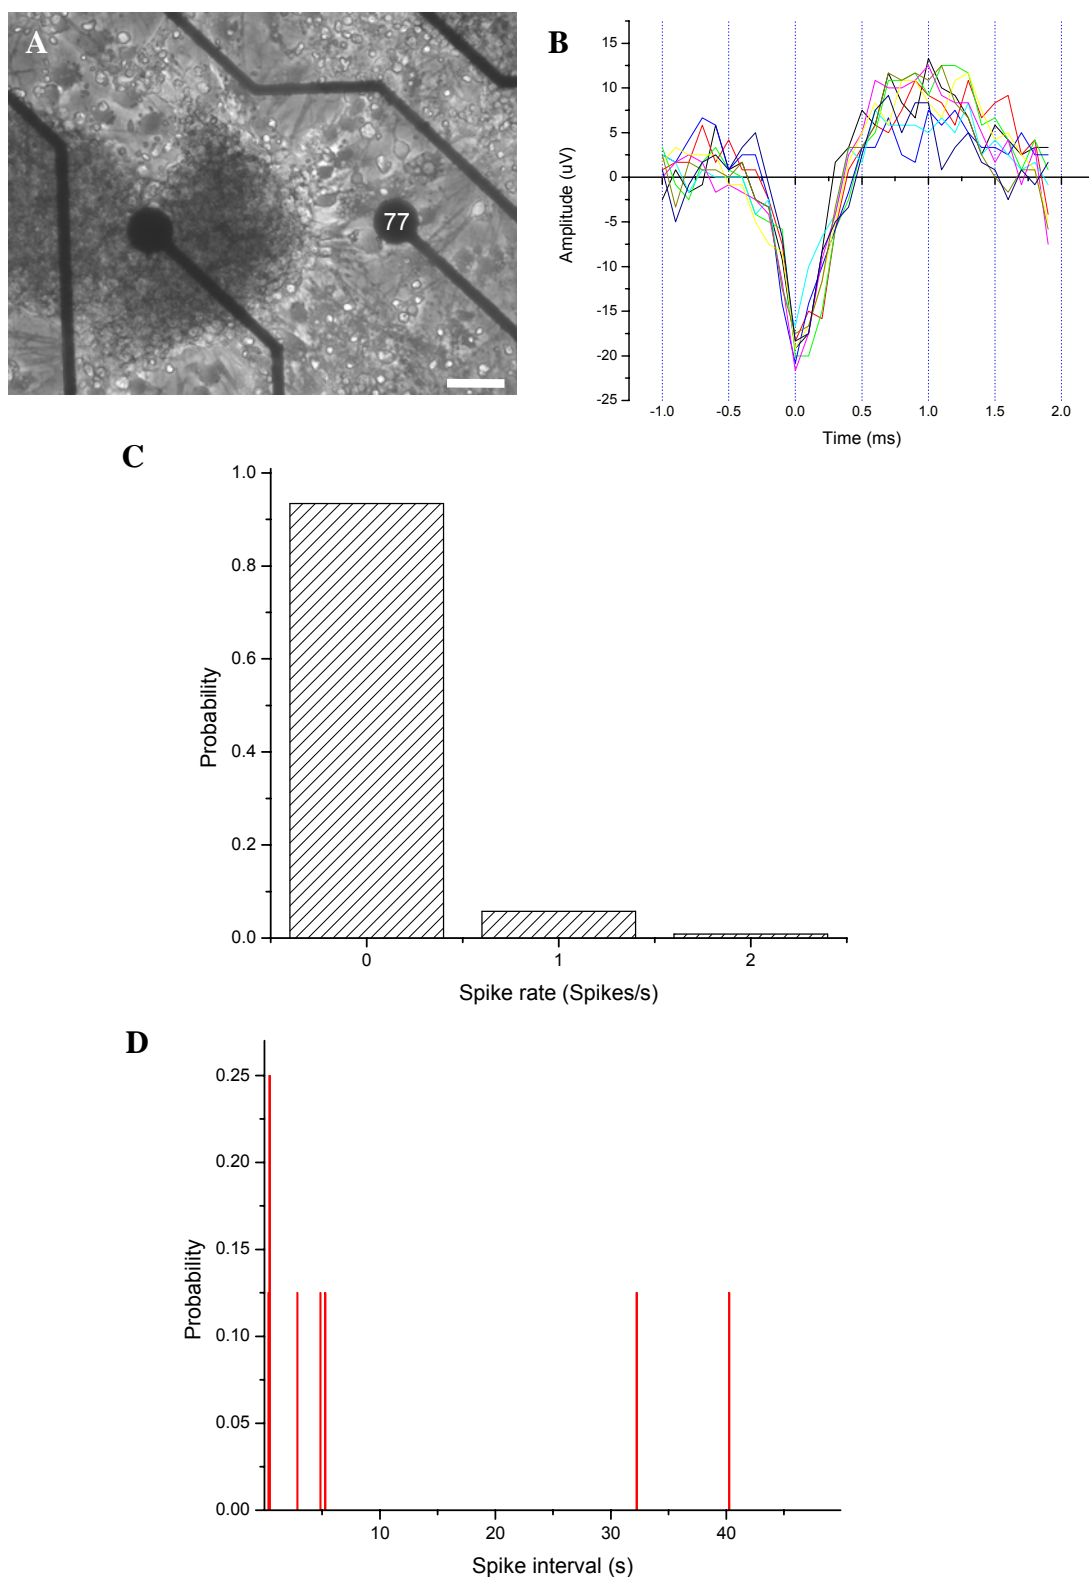 A
77
B
15
10
5
0
-5
-10
-15
-20
-25
Amplitude (uV)
-1.0 -0.5 0.0 0.5 1.0 1.5 2.0
Time (ms)
C
1.0
0.8
0.6
0.4
0.2
0.0
Probability
0 1 2
Spike rate (Spikes/s)
D
0.25
0.20
0.15
0.10
0.05
0.00
Probability
10 20 30 40
Spike interval (s)